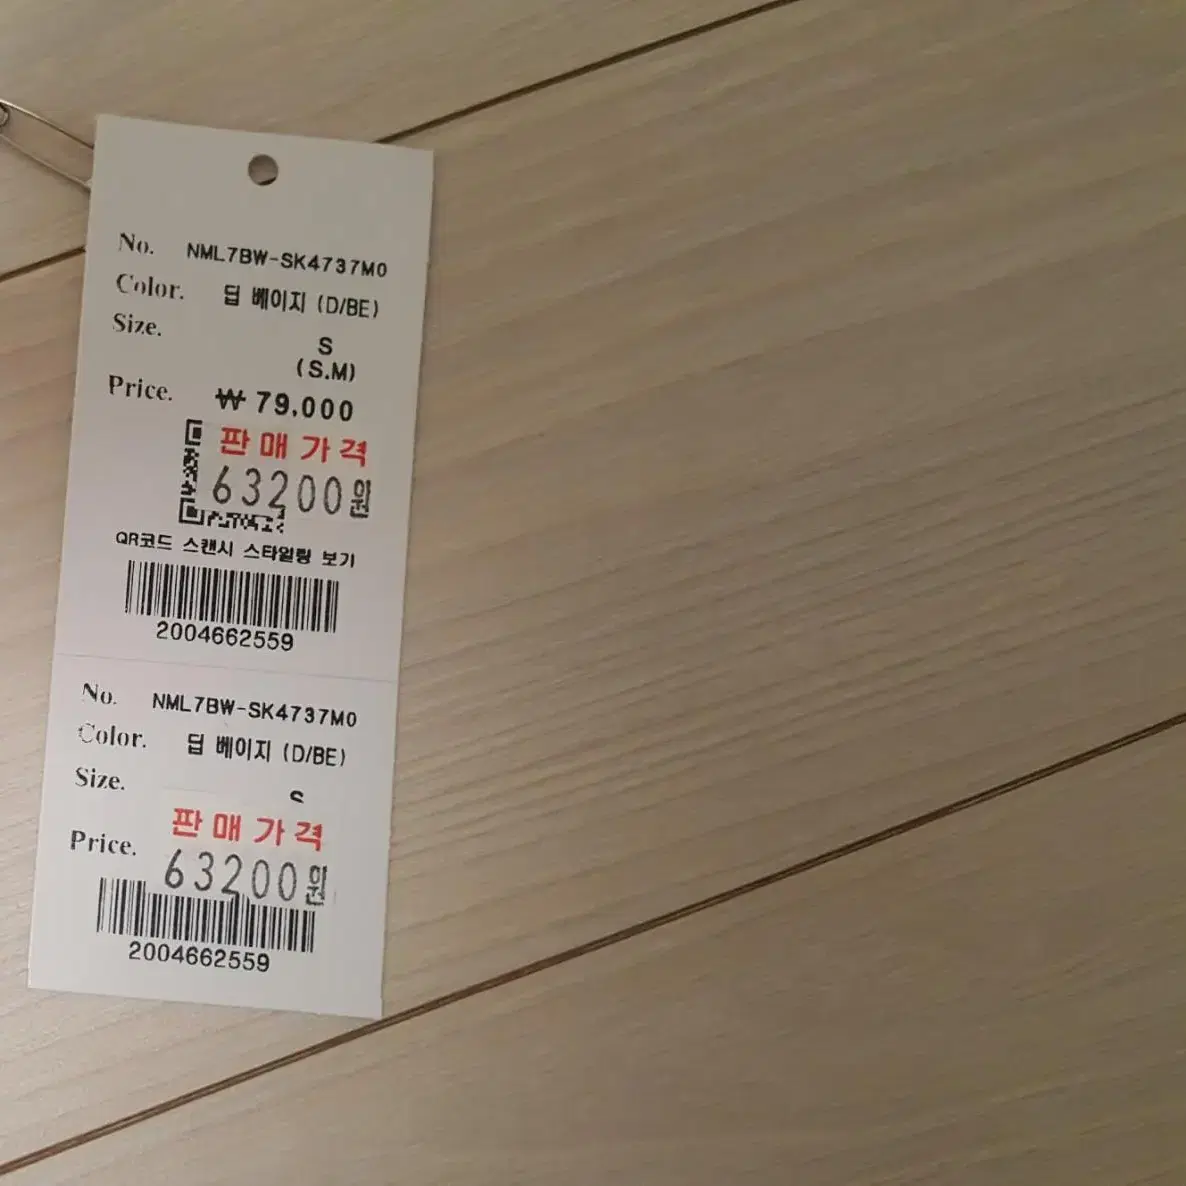 No. NML7BW-SK4737M0
Color. 딥 베이지 (D/BE)
Size. S
(S.M)
Price. ₩ 79,000
판매가격
63200원
QR코드 스캔시 스타일링 보기
2004662559
No. NML7BW-SK4737M0
Color. 딥 베이지 (D/BE)
Size. S
판매가격
Price.
63200원
2004662559